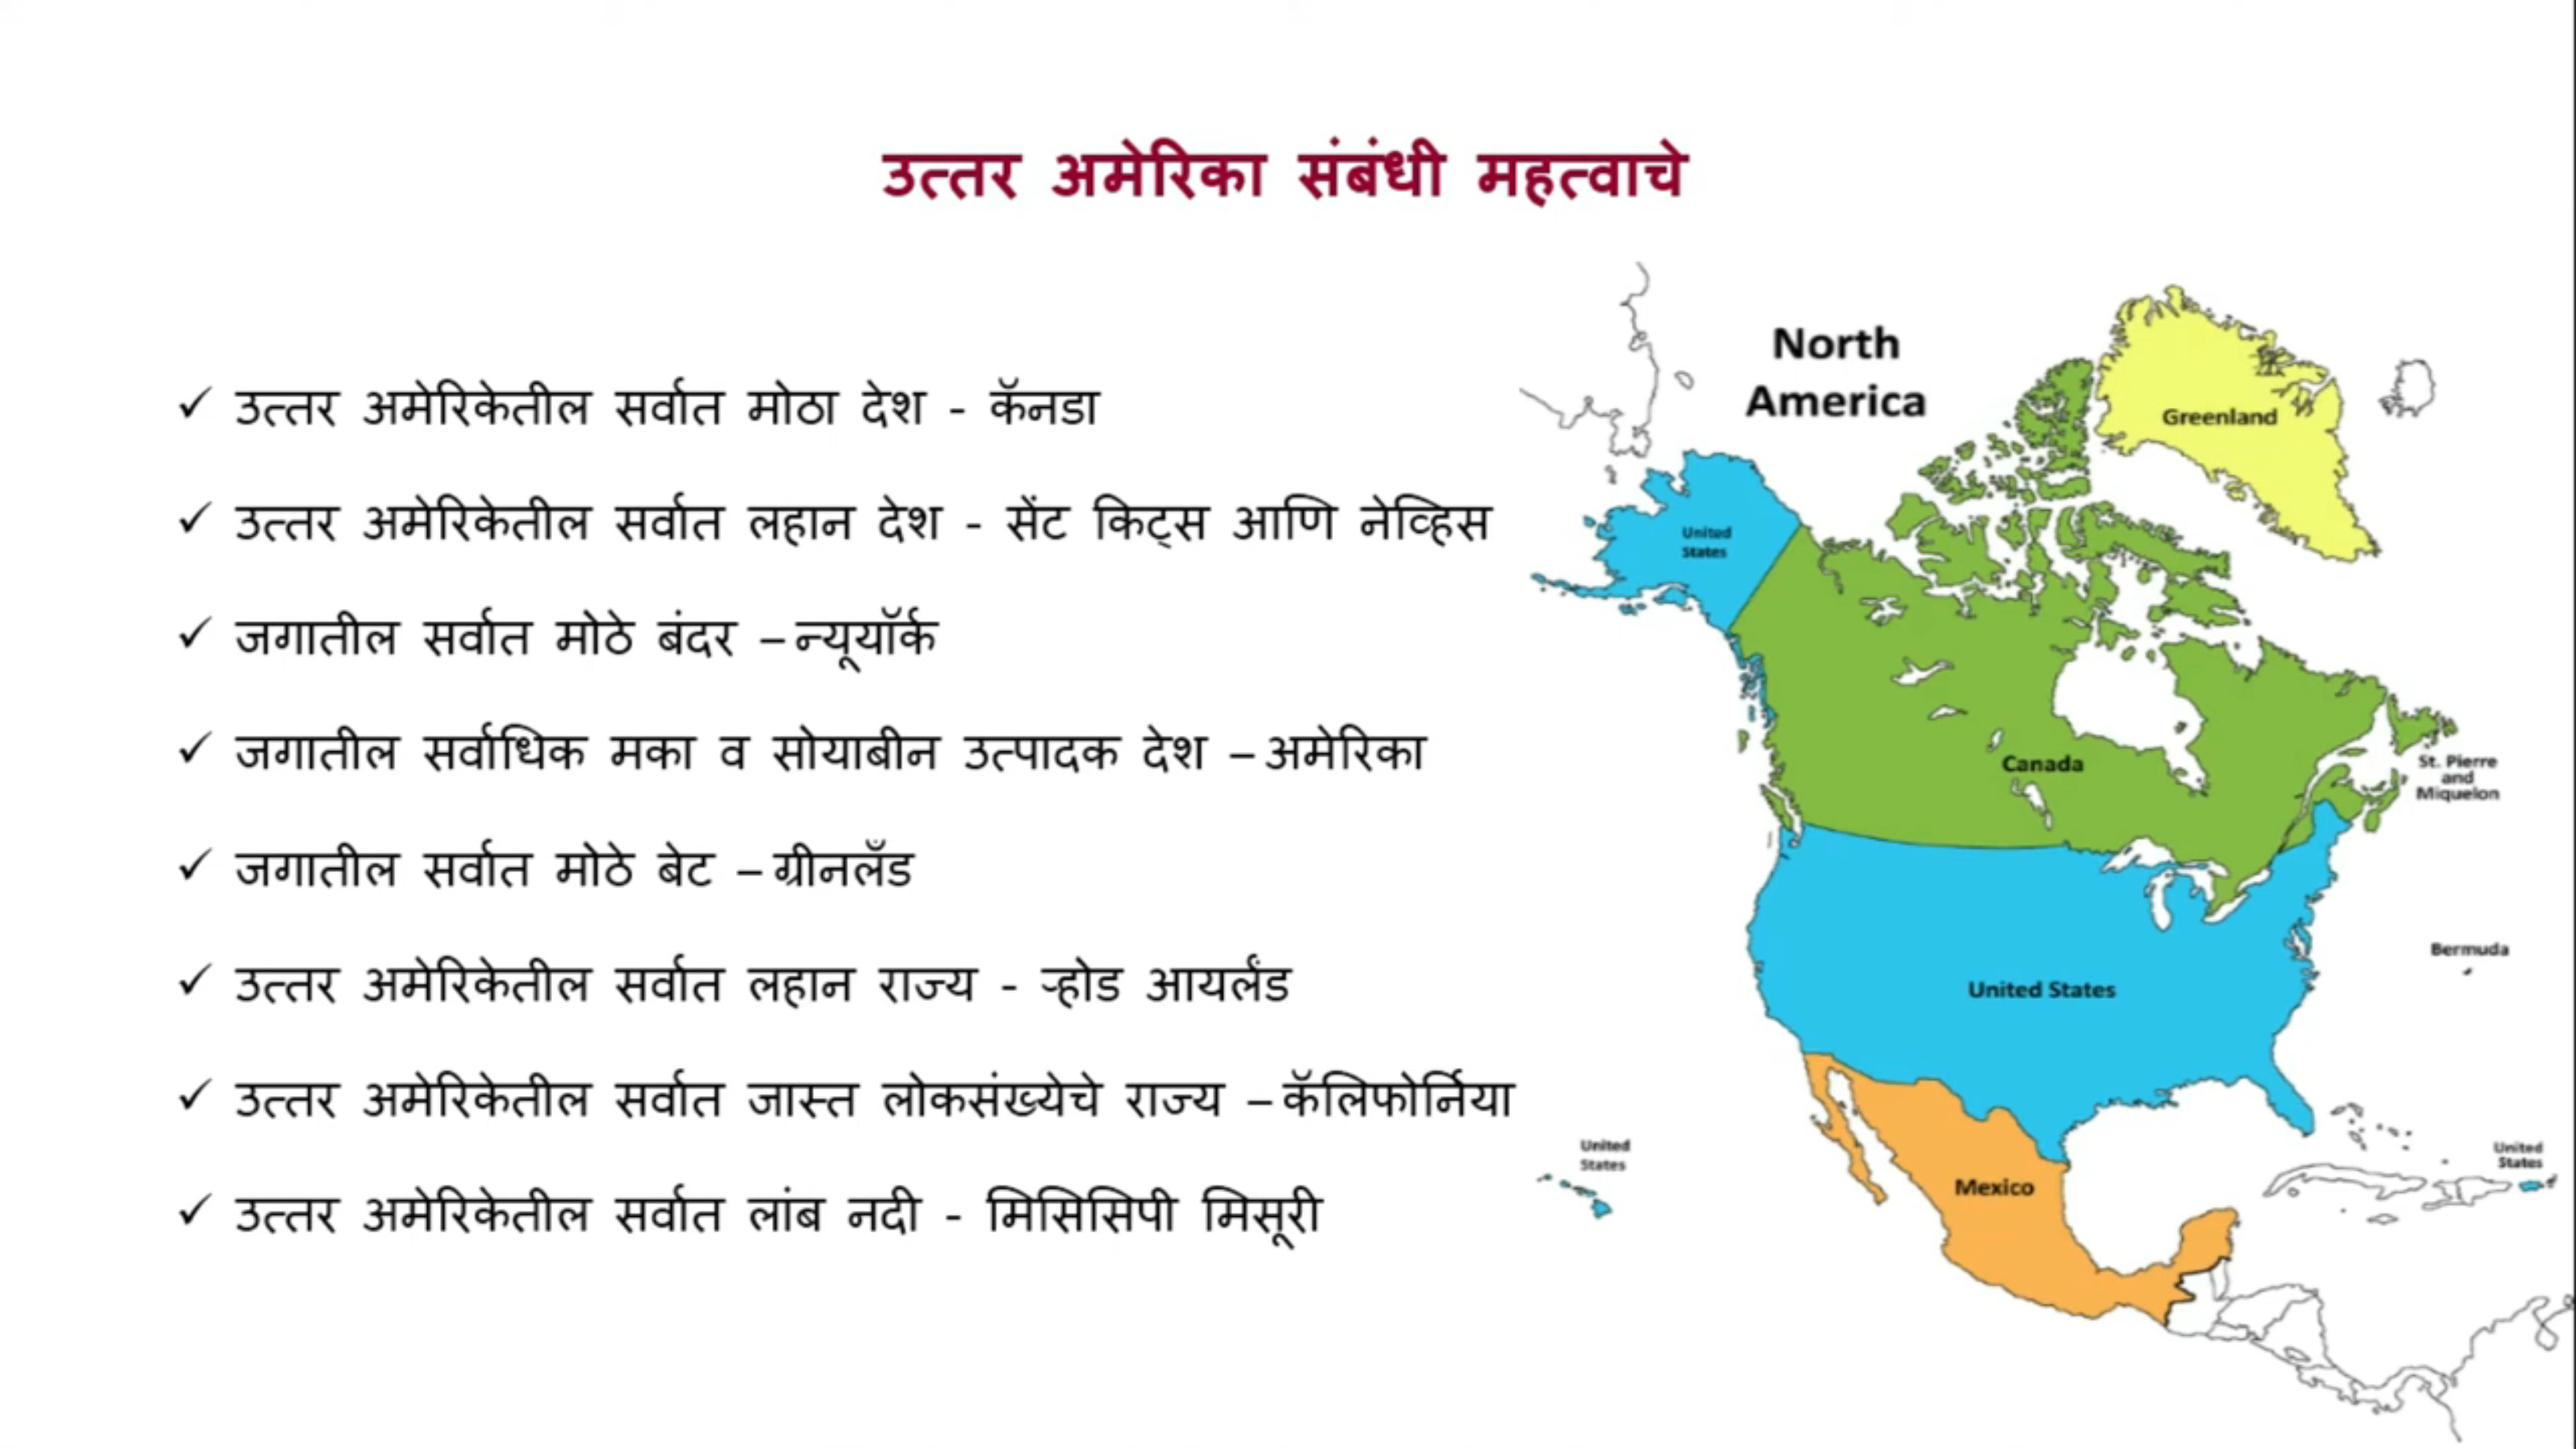 उत्तर अमेरिका संबंधी महत्वाचे
✓ उत्तर अमेरिकेतील सर्वात मोठा देश - कॅनडा
✓ उत्तर अमेरिकेतील सर्वात लहान देश - सेंट किट्स आणि नेव्हिस
✓ जगातील सर्वात मोठे बंदर – न्यूयॉर्क
✓ जगातील सर्वाधिक मका व सोयाबीन उत्पादक देश – अमेरिका
✓ जगातील सर्वात मोठे बेट – ग्रीनलँड
✓ उत्तर अमेरिकेतील सर्वात लहान राज्य - ऱ्होड आयर्लंड
✓ उत्तर अमेरिकेतील सर्वात जास्त लोकसंख्येचे राज्य – कॅलिफोर्निया
✓ उत्तर अमेरिकेतील सर्वात लांब नदी - मिसिसिपी मिसूरी
North
America
Greenland
United
States
Canada
St. Pierre
and
Miquelon
Bermuda
United States
United
States
United
States
Mexico